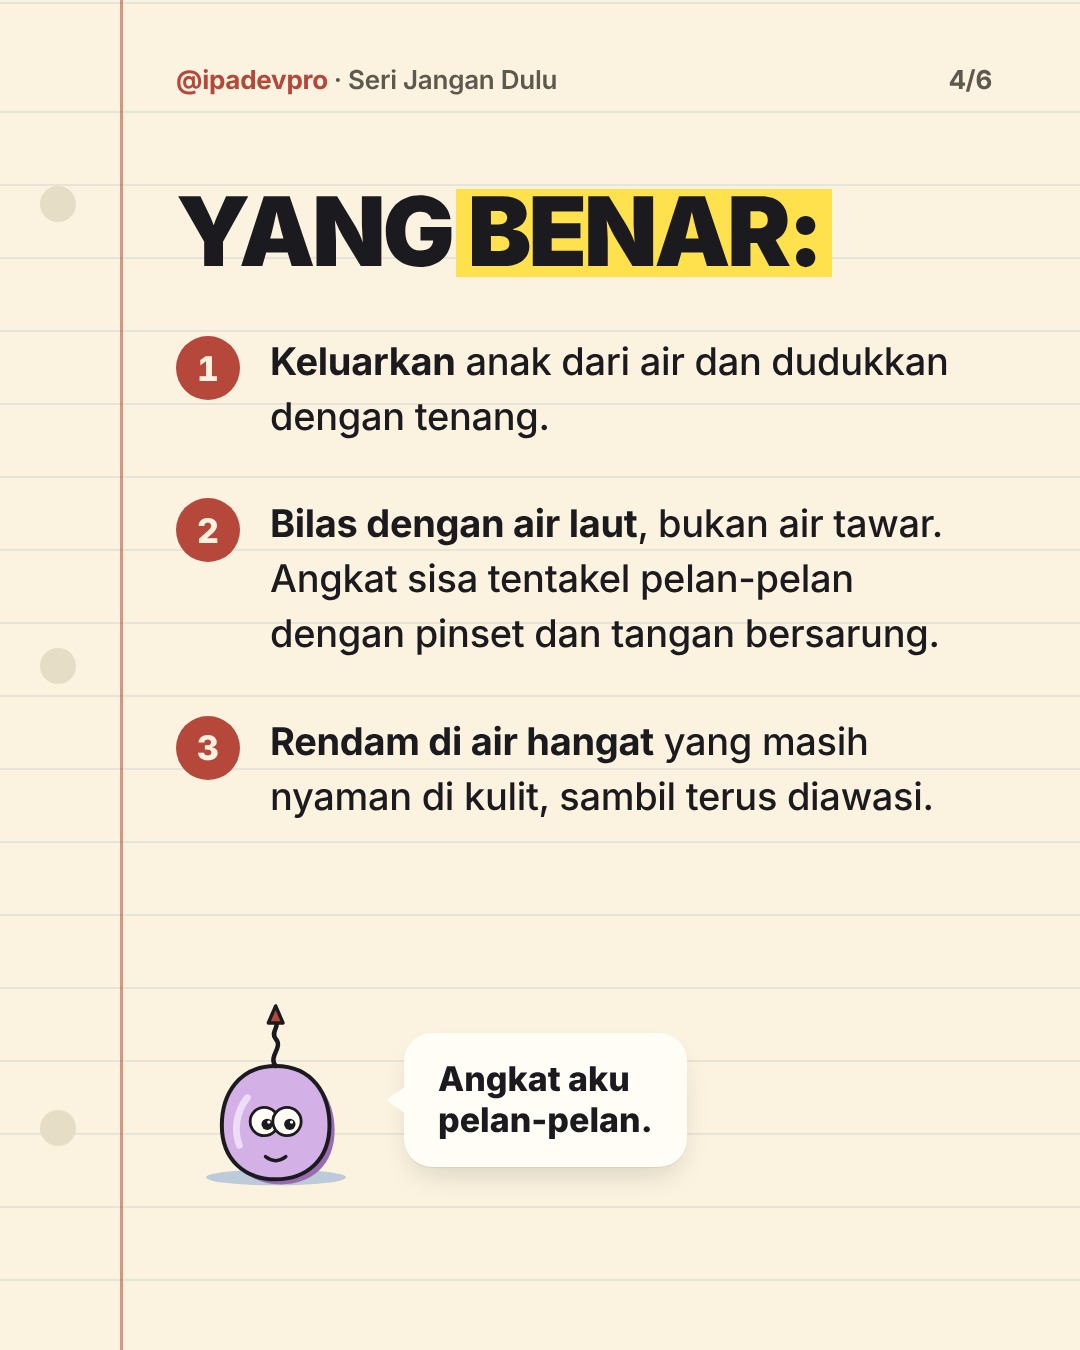 @ipadevpro · Seri Jangan Dulu
4/6
YANG BENAR:
1 Keluarkan anak dari air dan dudukkan
dengan tenang.
2 Bilas dengan air laut, bukan air tawar.
Angkat sisa tentakel pelan-pelan
dengan pinset dan tangan bersarung.
3 Rendam di air hangat yang masih
nyaman di kulit, sambil terus diawasi.
Angkat aku
pelan-pelan.